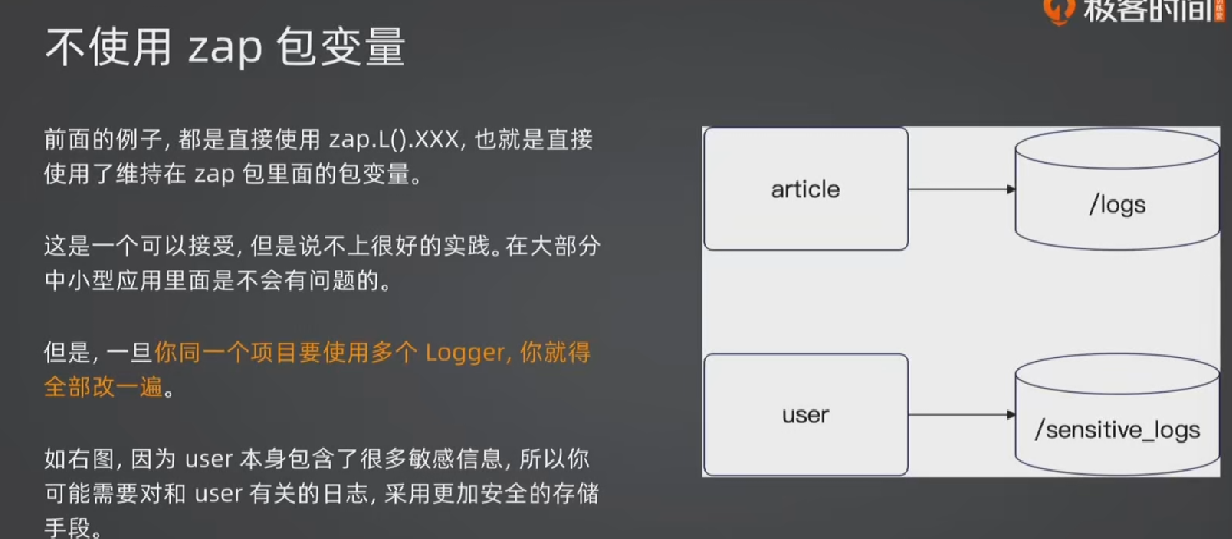 极客时间
不使用 zap 包变量
前面的例子, 都是直接使用 zap.L().XXX, 也就是直接
使用了维持在 zap 包里面的包变量。
这是一个可以接受, 但是说不上很好的实践。在大部分
中小型应用里面是不会有问题的。
但是, 一旦你同一个项目要使用多个 Logger, 你就得
全部改一遍。
如右图, 因为 user 本身包含了很多敏感信息, 所以你
可能需要对和 user 有关的日志, 采用更加安全的存储
手段。
article
/logs
user
/sensitive_logs